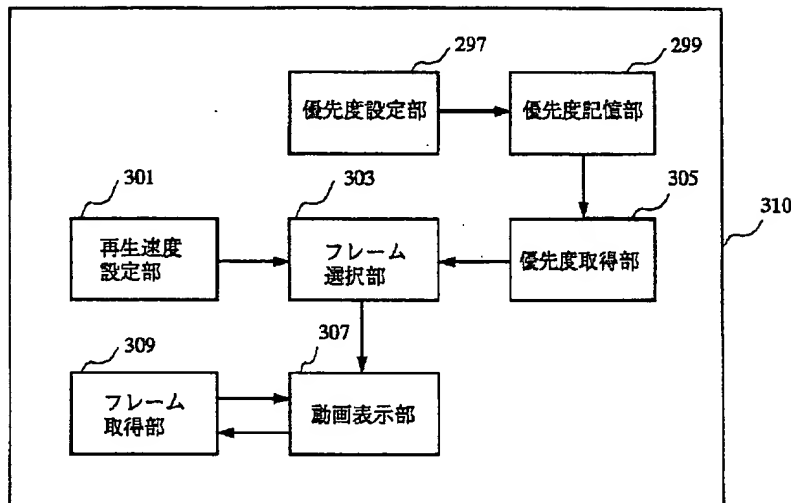 297
299
優先度設定部
優先度記憶部
301
303
305
310
再生速度
設定部
フレーム
選択部
優先度取得部
309
307
フレーム
取得部
動画表示部